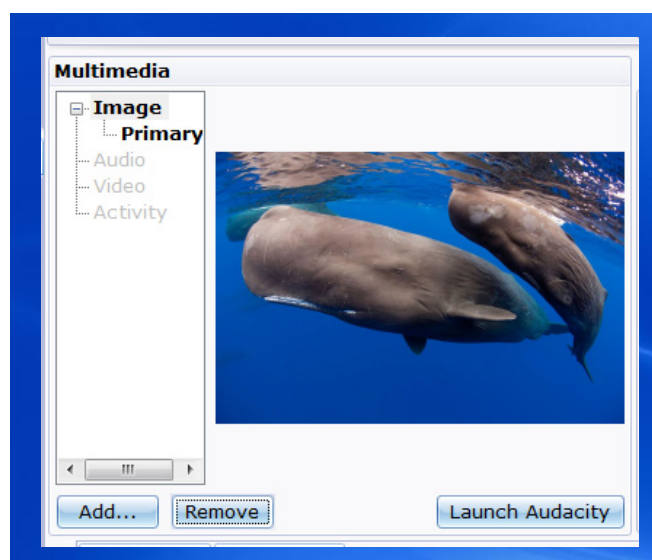 Multimedia
Image
Primary
Audio
Video
Activity
Add...
Remove
Launch Audacity